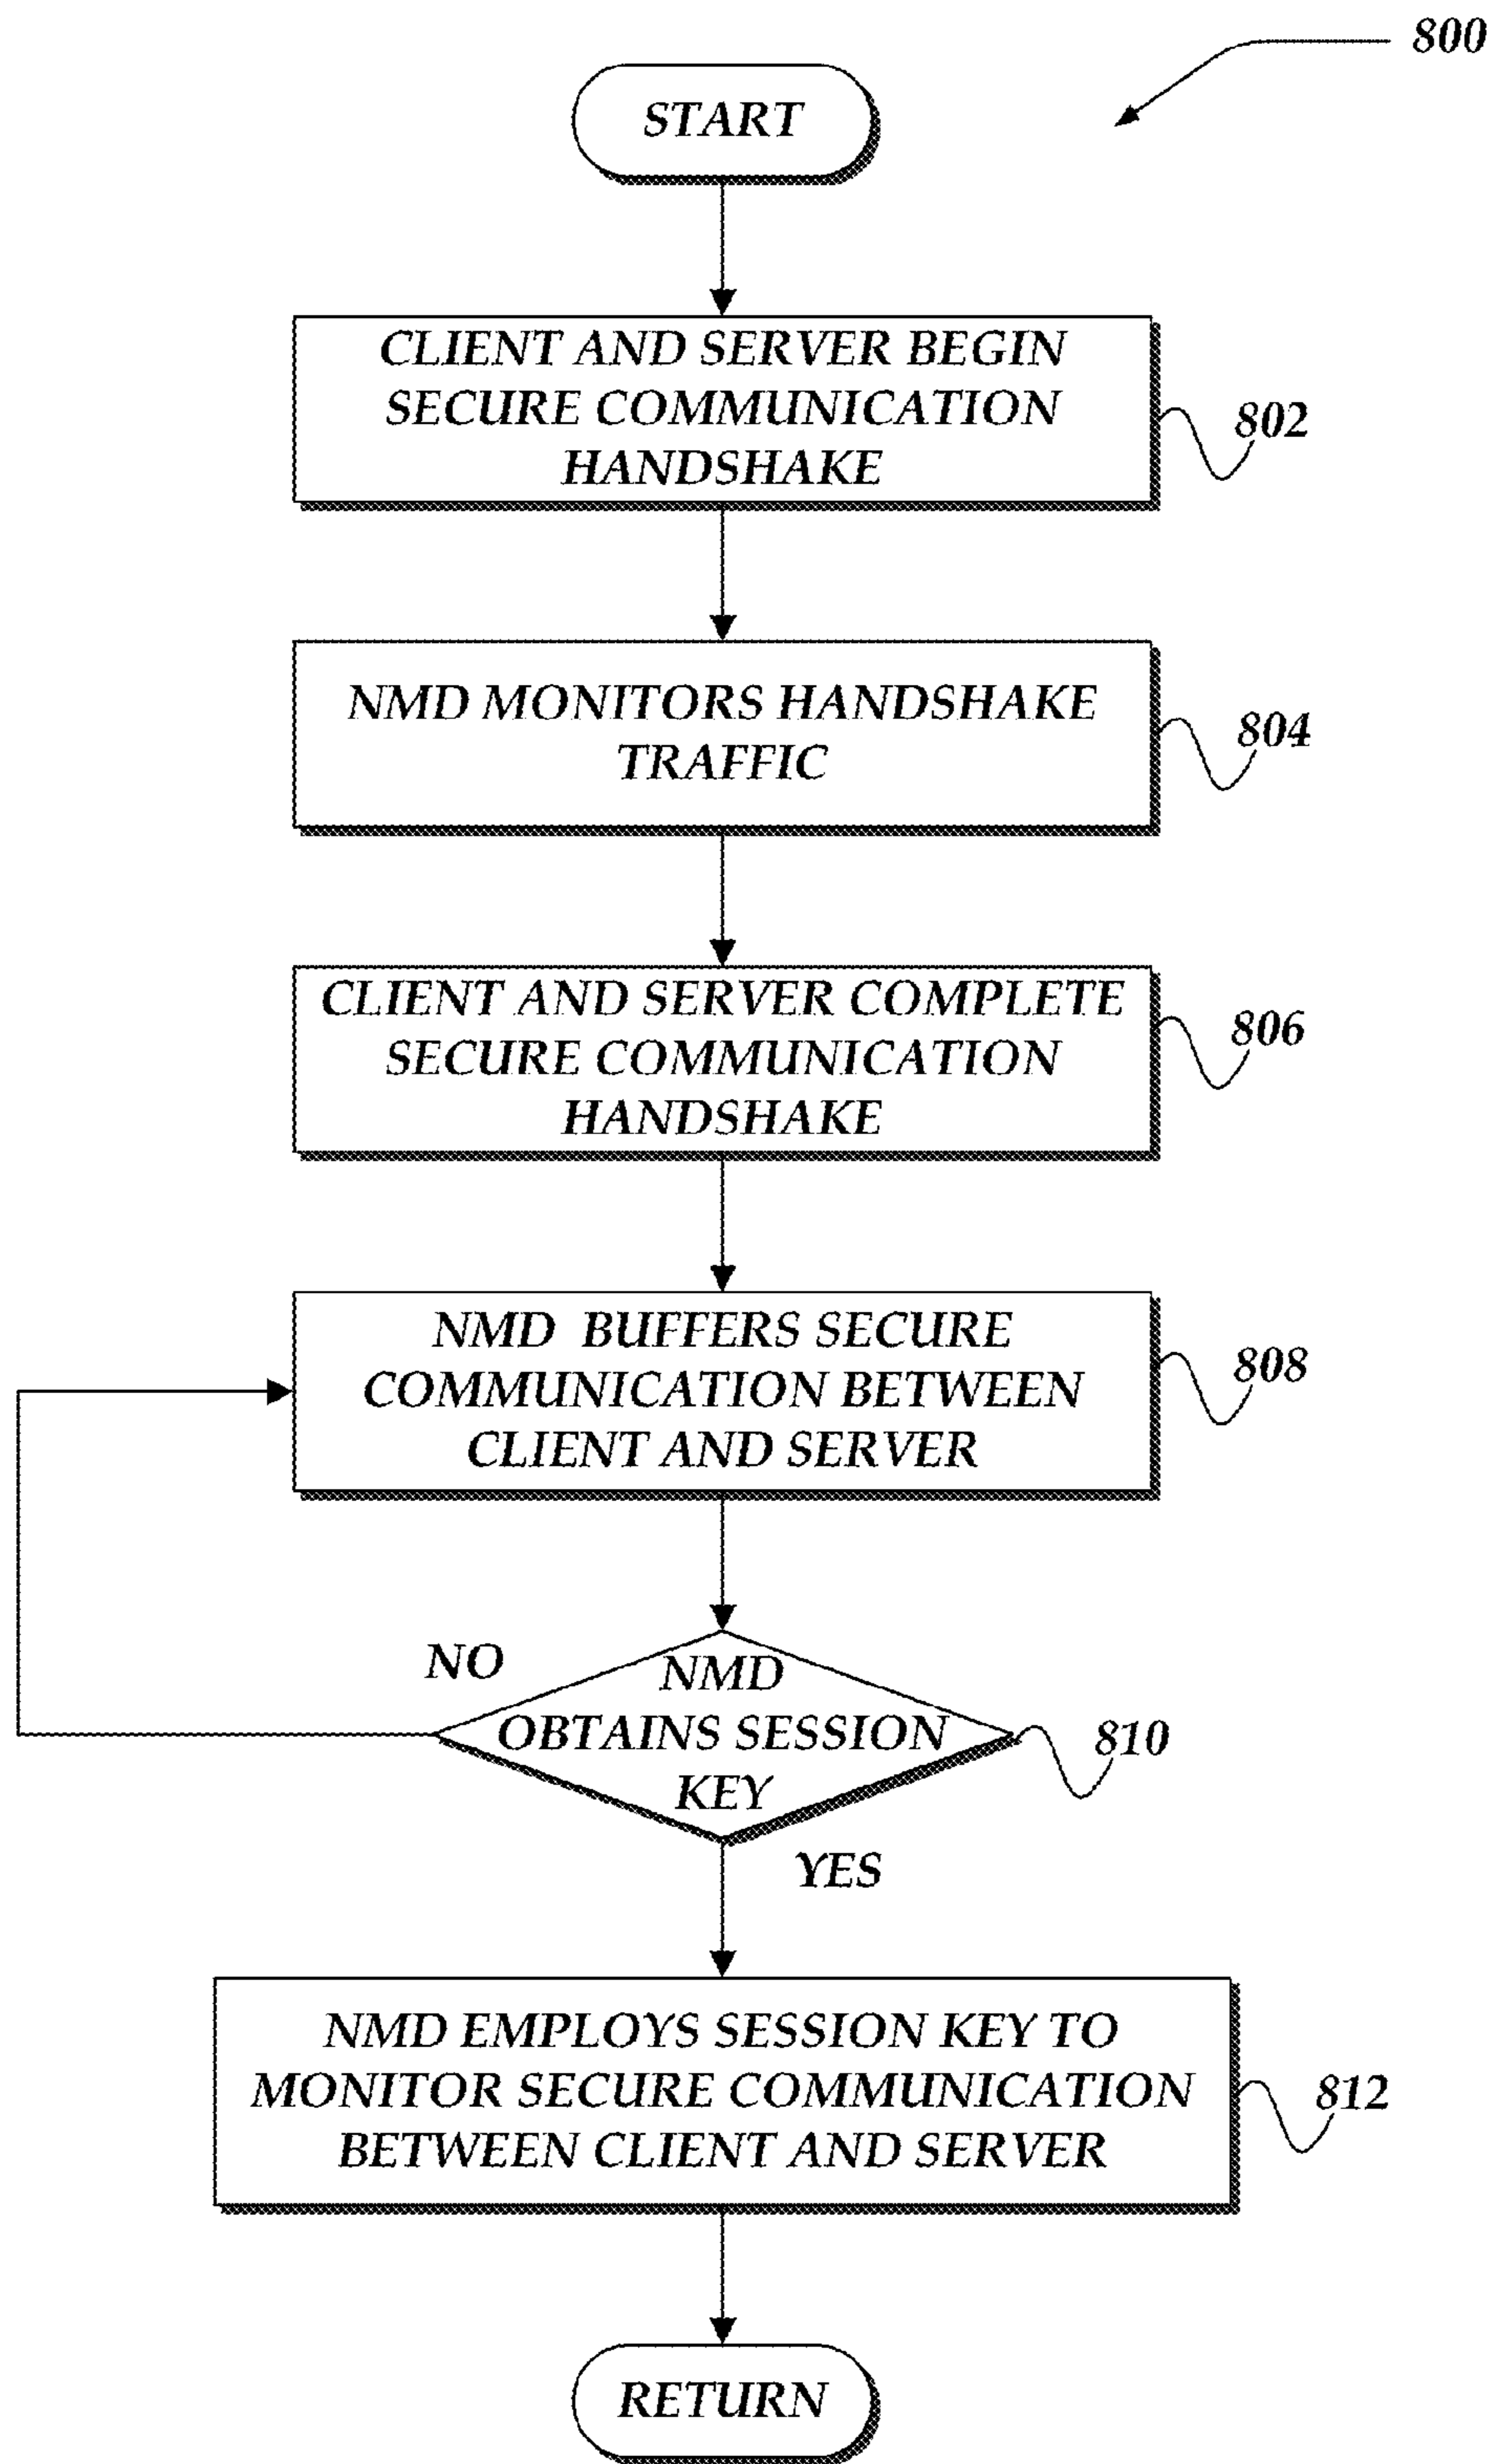 800
START
CLIENT AND SERVER BEGIN
SECURE COMMUNICATION
HANDSHAKE
802
NMD MONITORS HANDSHAKE
TRAFFIC
804
CLIENT AND SERVER COMPLETE
SECURE COMMUNICATION
HANDSHAKE
806
NMD BUFFERS SECURE
COMMUNICATION BETWEEN
CLIENT AND SERVER
808
NO
NMD
OBTAINS SESSION
KEY
810
YES
NMD EMPLOYS SESSION KEY TO
MONITOR SECURE COMMUNICATION
BETWEEN CLIENT AND SERVER
812
RETURN